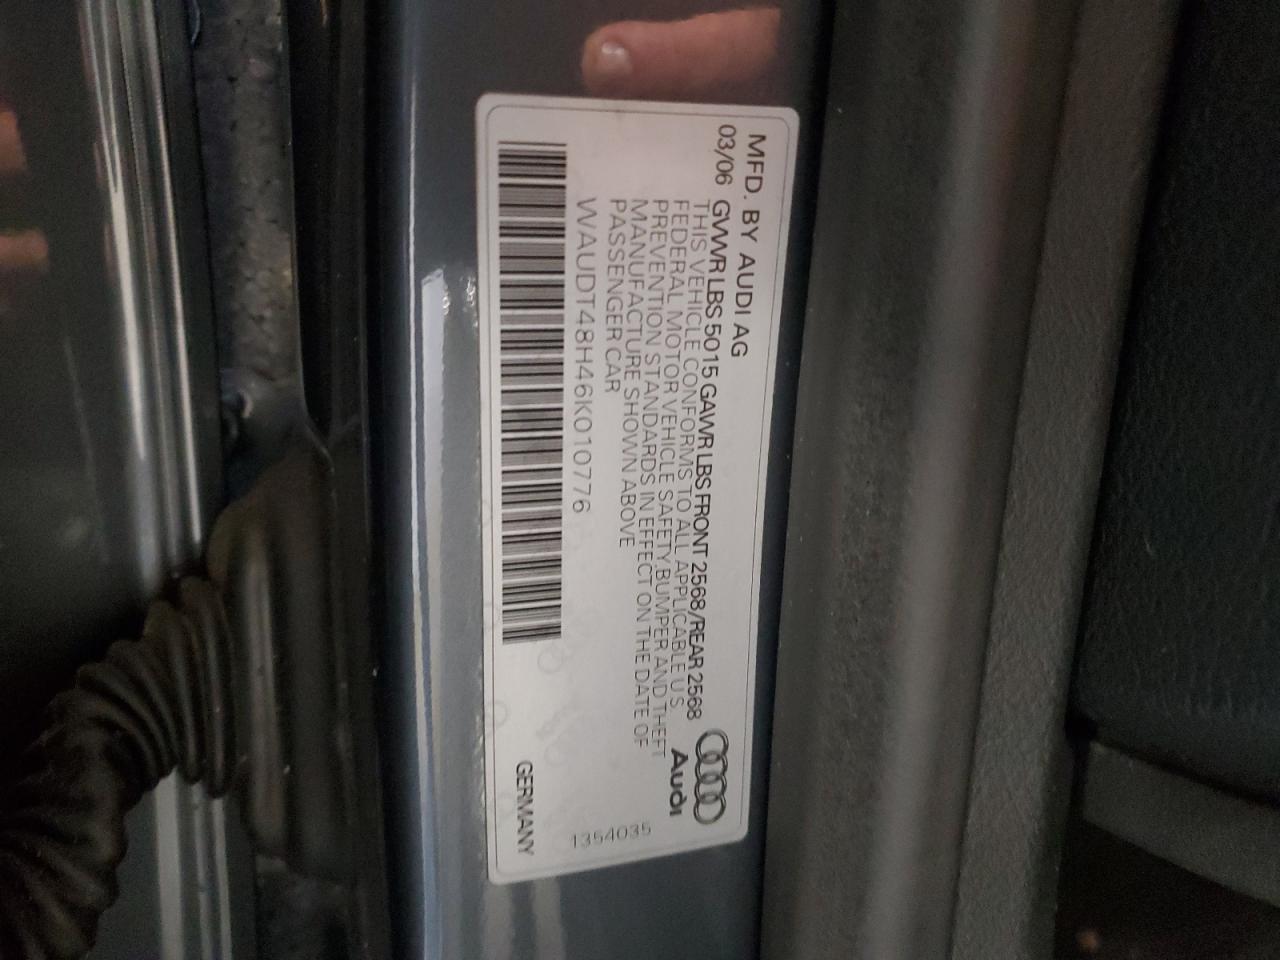 MFD. BY AUDI AG
03/06 GVWR LBS 5015 GAWR LBS FRONT 2568/REAR 2568
THIS VEHICLE CONFORMS TO ALL APPLICABLE U S
FEDERAL MOTOR VEHICLE SAFETY, BUMPER AND THEFT
PREVENTION STANDARDS IN EFFECT ON THE DATE OF
MANUFACTURE SHOWN ABOVE
PASSENGER CAR
WAUDT48H46K010776
Audi
1354035
GERMANY